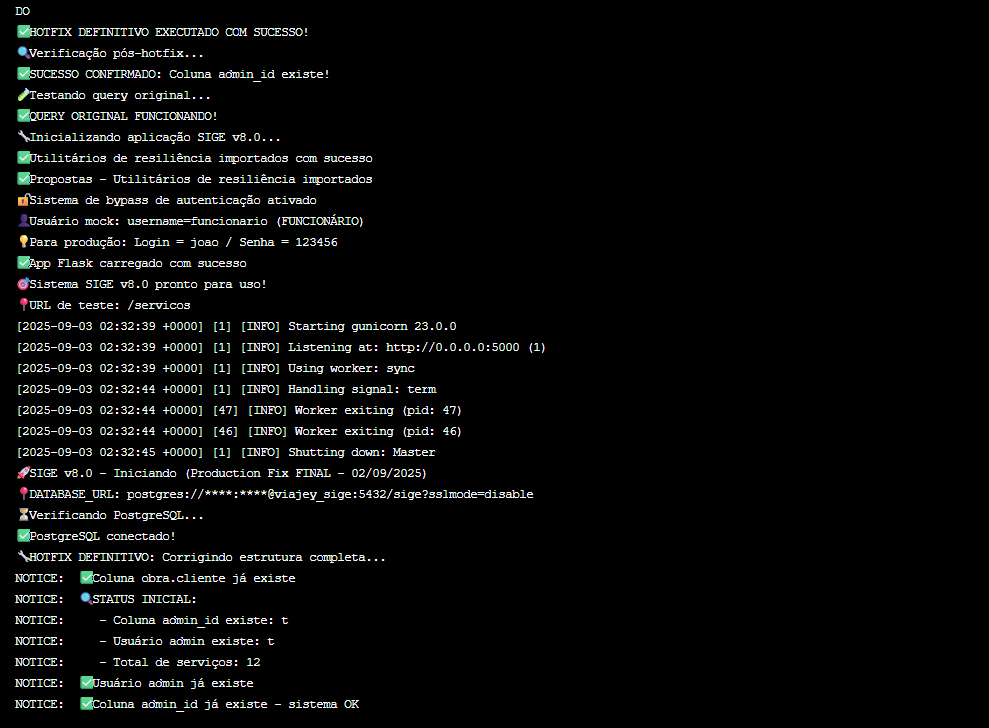 DO
✅HOTFIX DEFINITIVO EXECUTADO COM SUCESSO!
🔍Verificação pós-hotfix...
✅SUCESSO CONFIRMADO: Coluna admin_id existe!
🧪Testando query original...
✅QUERY ORIGINAL FUNCIONANDO!
🔧Inicializando aplicação SIGE v8.0...
✅Utilitários de resiliência importados com sucesso
✅Propostas - Utilitários de resiliência importados
🔓Sistema de bypass de autenticação ativado
👤Usuário mock: username=funcionario (FUNCIONÁRIO)
💡Para produção: Login = joao / Senha = 123456
✅App Flask carregado com sucesso
🎯Sistema SIGE v8.0 pronto para uso!
📍URL de teste: /servicos
[2025-09-03 02:32:39 +0000] [1] [INFO] Starting gunicorn 23.0.0
[2025-09-03 02:32:39 +0000] [1] [INFO] Listening at: http://0.0.0.0:5000 (1)
[2025-09-03 02:32:39 +0000] [1] [INFO] Using worker: sync
[2025-09-03 02:32:44 +0000] [1] [INFO] Handling signal: term
[2025-09-03 02:32:44 +0000] [47] [INFO] Worker exiting (pid: 47)
[2025-09-03 02:32:44 +0000] [46] [INFO] Worker exiting (pid: 46)
[2025-09-03 02:32:45 +0000] [1] [INFO] Shutting down: Master
🚀SIGE v8.0 - Iniciando (Production Fix FINAL - 02/09/2025)
📍DATABASE_URL: postgres://****:****@viajey_sige:5432/sige?sslmode=disable
⏳Verificando PostgreSQL...
✅PostgreSQL conectado!
🔧HOTFIX DEFINITIVO: Corrigindo estrutura completa...
NOTICE:  ✅Coluna obra.cliente já existe
NOTICE:  🔍STATUS INICIAL:
NOTICE:     - Coluna admin_id existe: t
NOTICE:     - Usuário admin existe: t
NOTICE:     - Total de serviços: 12
NOTICE:  ✅Usuário admin já existe
NOTICE:  ✅Coluna admin_id já existe - sistema OK